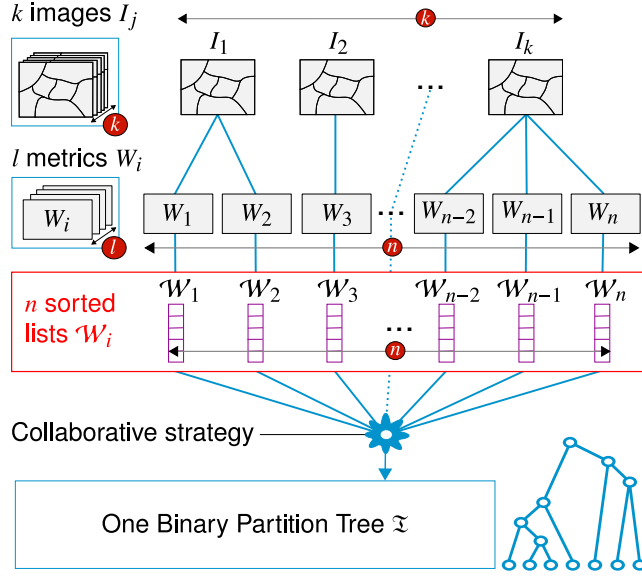 k images I_j
k
I_1 I_2 I_k
...
k
l metrics W_i
W_i
l
W_1 W_2 W_3 ... W_{n−2} W_{n−1} W_n
n
n sorted
lists 𝒲_i
𝒲_1 𝒲_2 𝒲_3 𝒲_{n−2} 𝒲_{n−1} 𝒲_n
...
n
Collaborative strategy
One Binary Partition Tree 𝔗